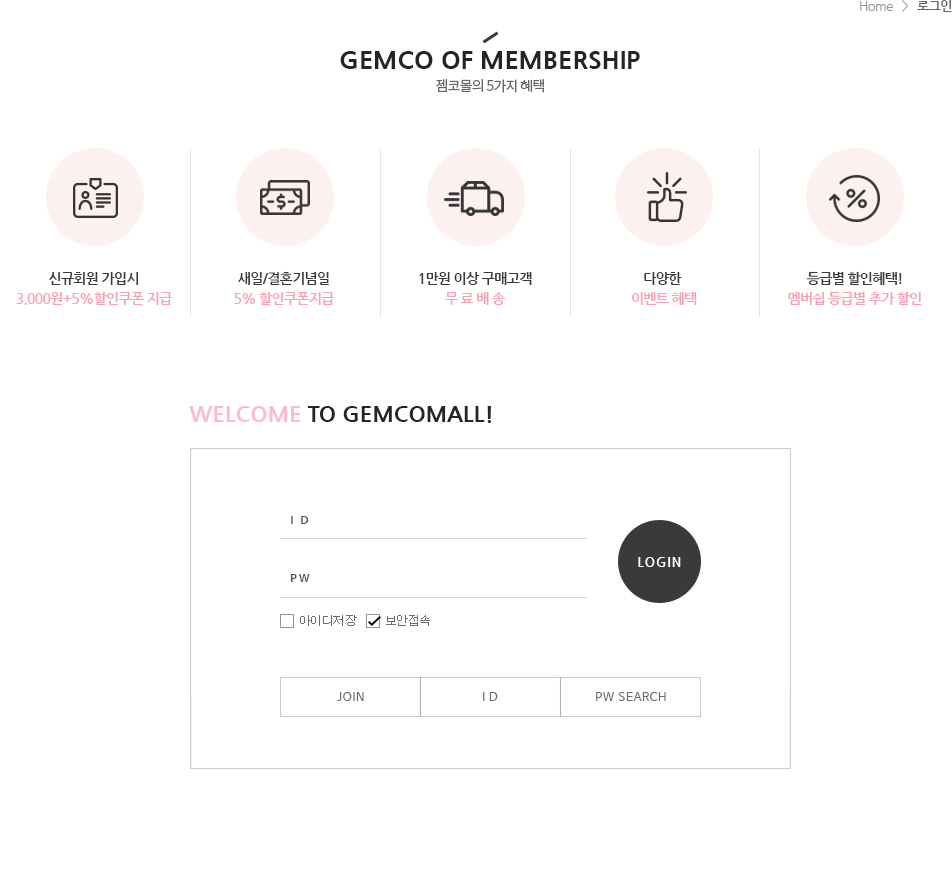 Home > 로그인
GEMCO OF MEMBERSHIP
젬코몰의 5가지 혜택
신규회원 가입시
3,000원+5%할인쿠폰 지급
새일/결혼기념일
5% 할인쿠폰지급
1만원 이상 구매고객
무 료 배 송
다양한
이벤트 혜택
등급별 할인혜택!
멤버쉽 등급별 추가 할인
WELCOME TO GEMCOMALL!
I D
PW
LOGIN
아이디저장 보안접속
JOIN
I D
PW SEARCH